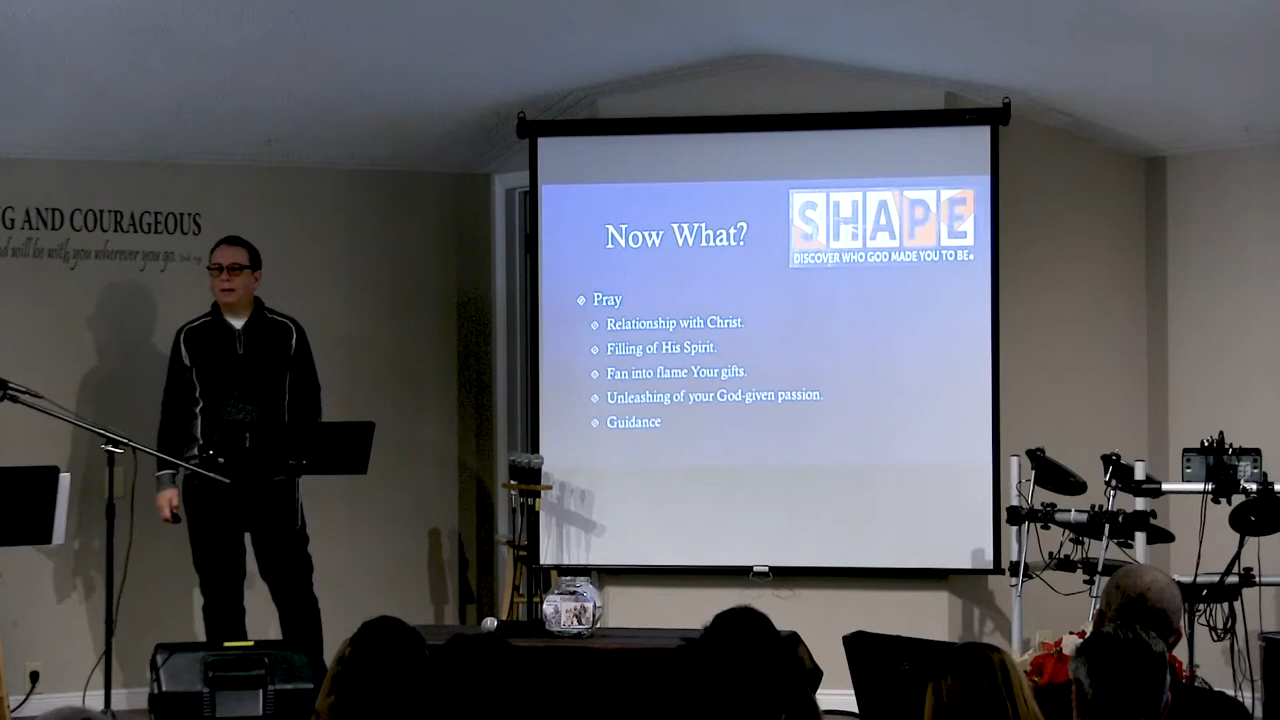 G AND COURAGEOUS
d will be with you wherever you go.
Now What?
SHAPE
DISCOVER WHO GOD MADE YOU TO BE.
Pray
Relationship with Christ.
Filling of His Spirit.
Fan into flame Your gifts.
Unleashing of your God-given passion.
Guidance